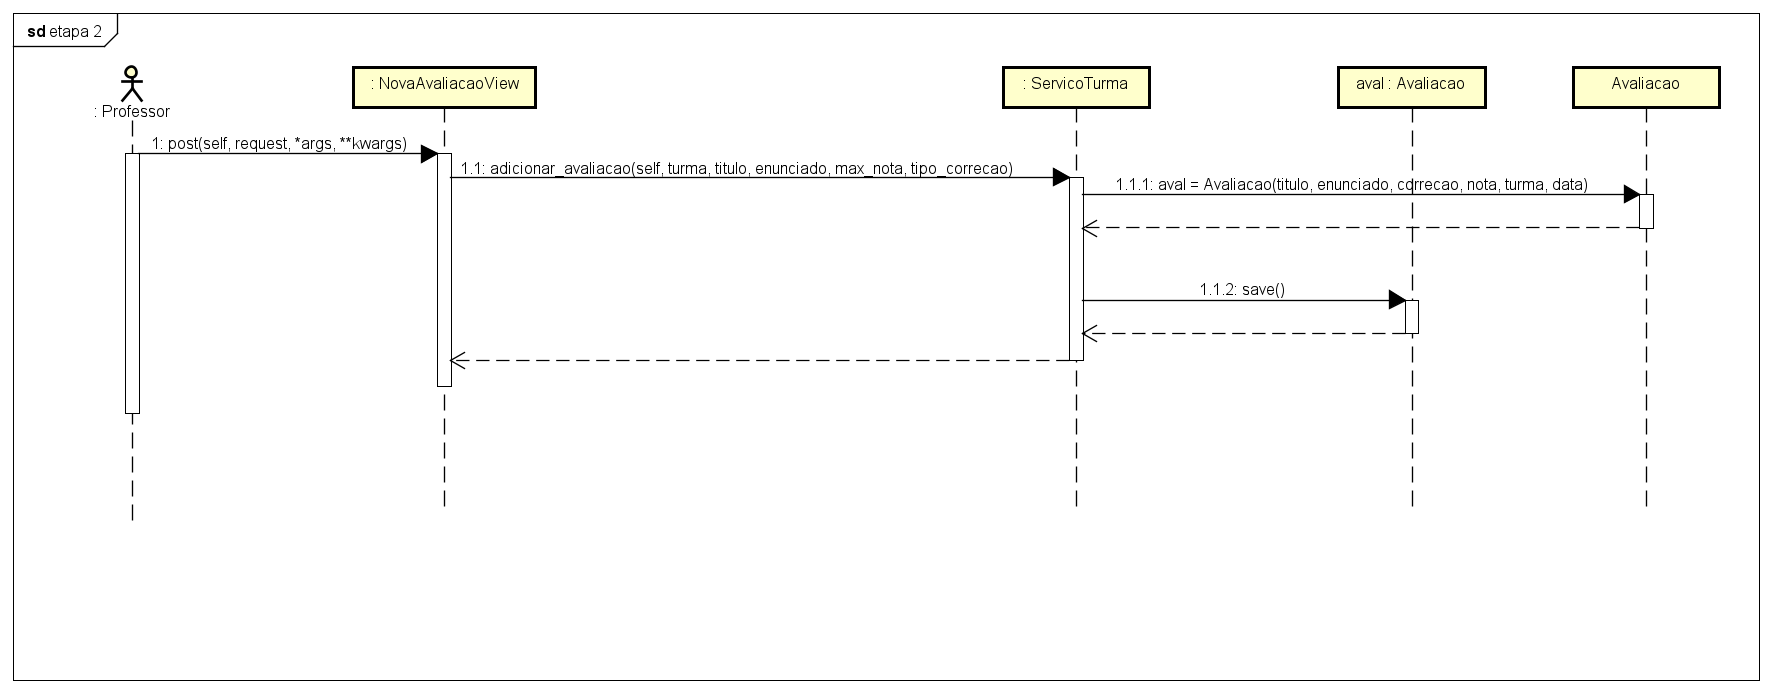 sd etapa 2
: Professor
: NovaAvaliacaoView
: ServicoTurma
aval : Avaliacao
Avaliacao
1: post(self, request, *args, **kwargs)
1.1: adicionar_avaliacao(self, turma, titulo, enunciado, max_nota, tipo_correcao)
1.1.1: aval = Avaliacao(titulo, enunciado, correcao, nota, turma, data)
1.1.2: save()